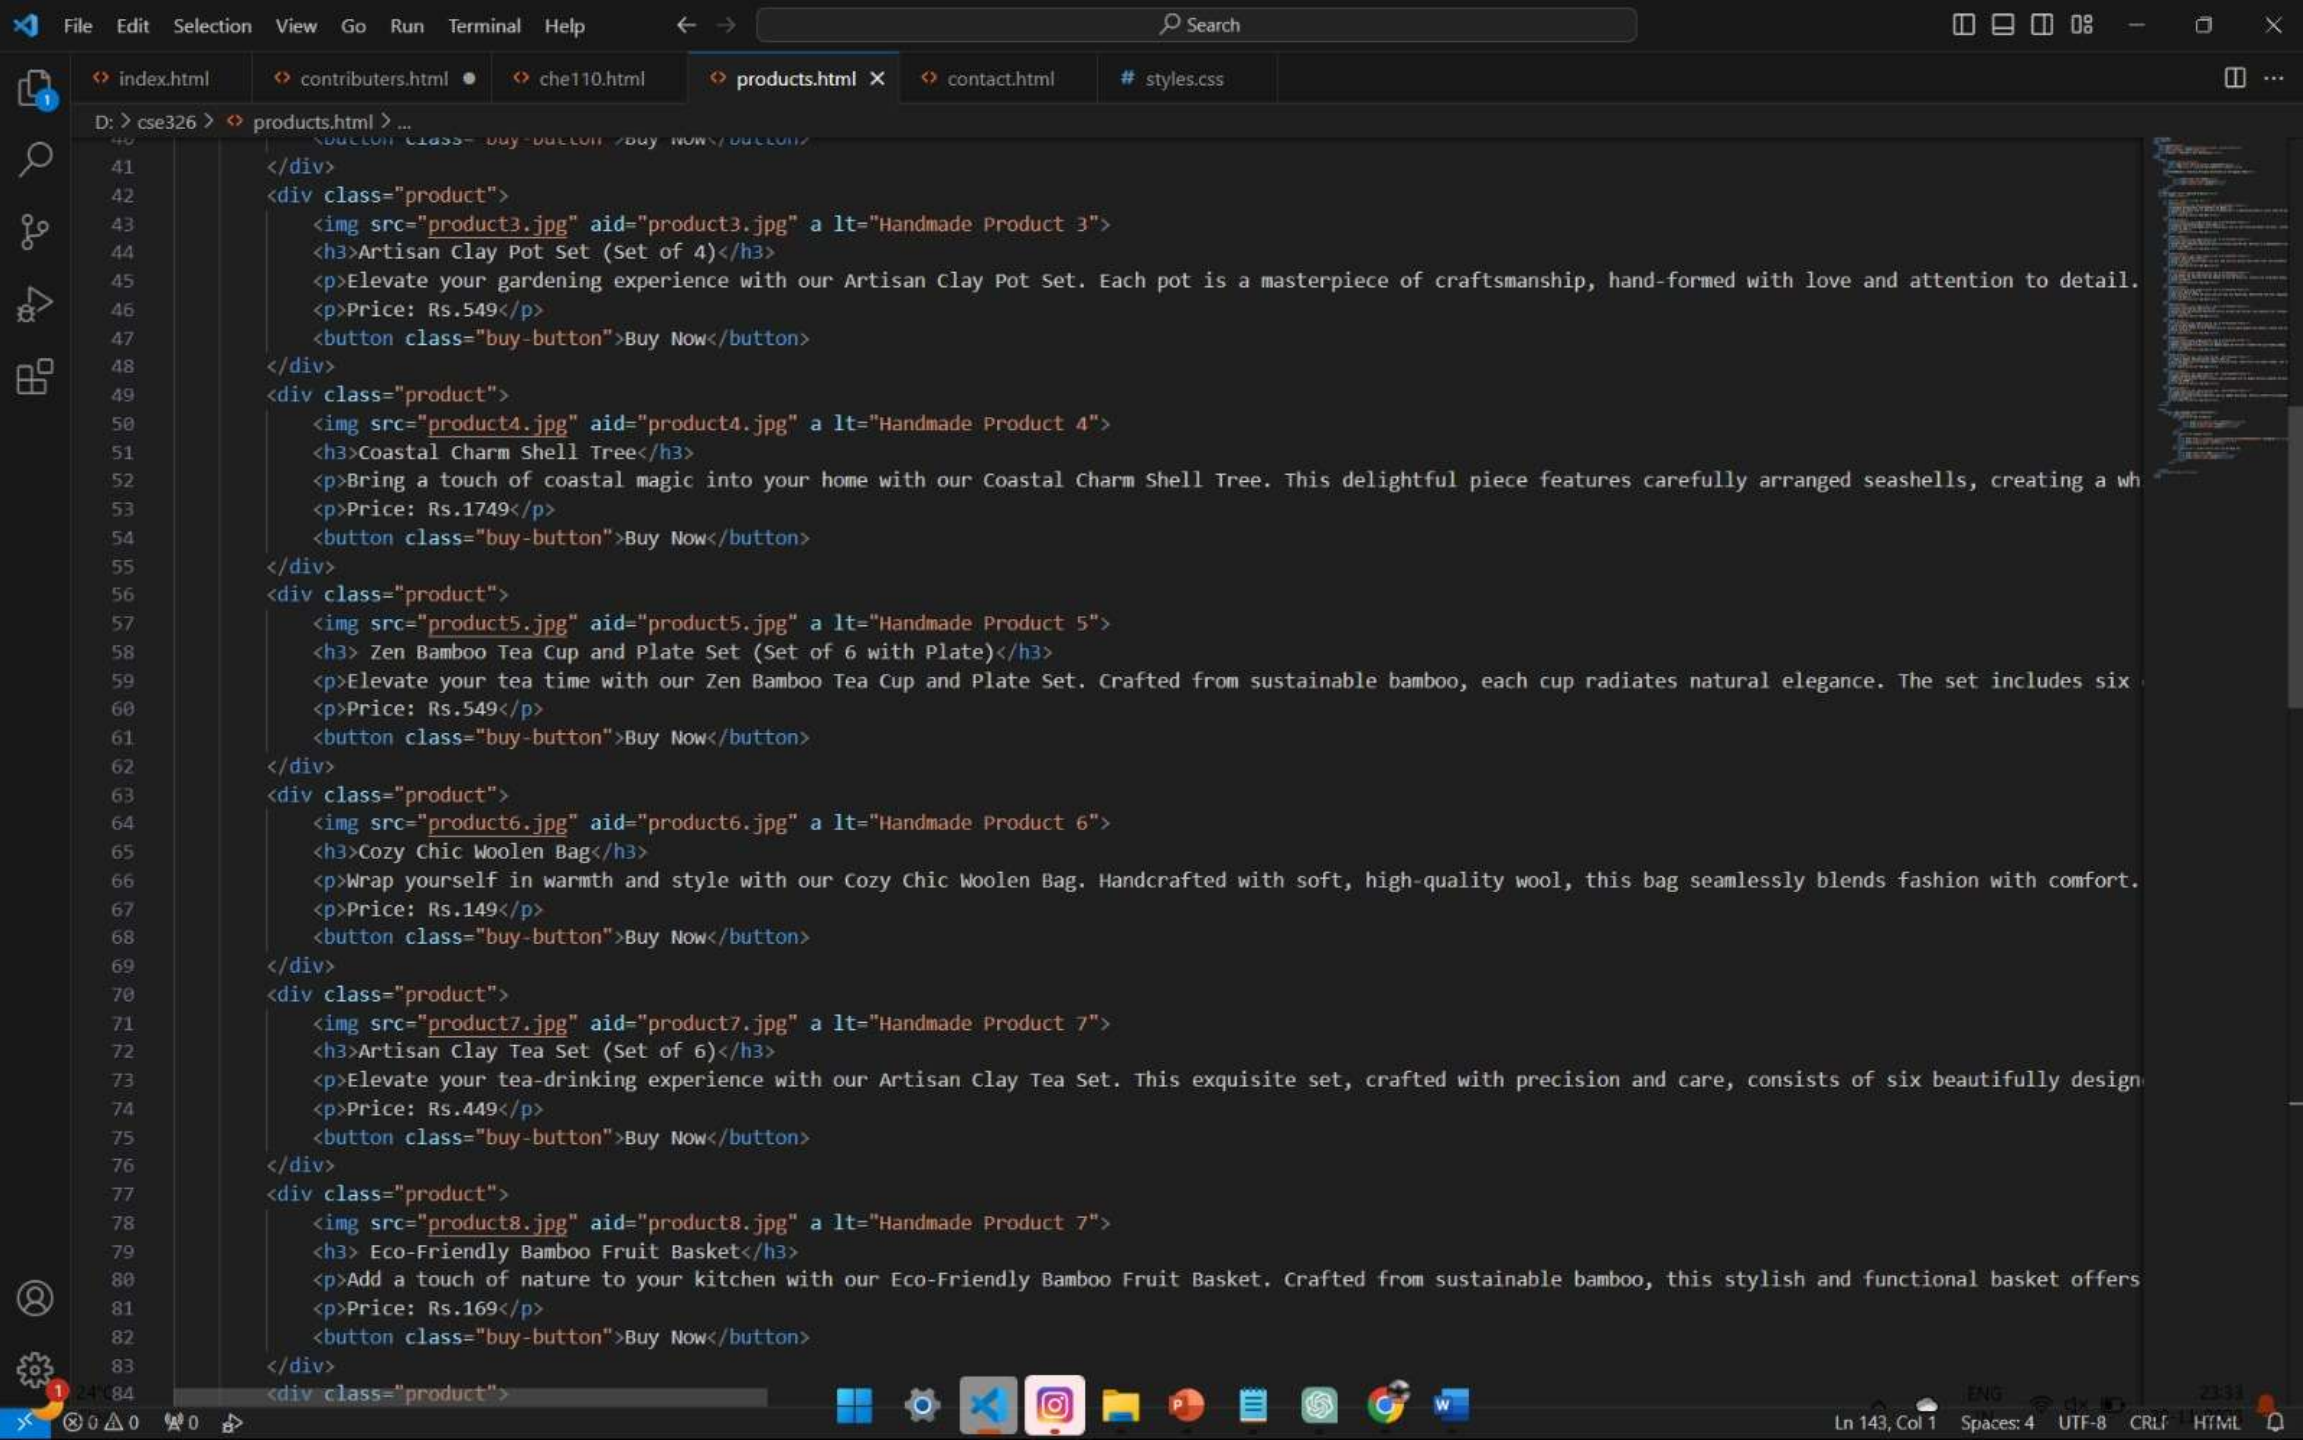 File Edit Selection View Go Run Terminal Help Search
index.html contributers.html che110.html products.html contact.html styles.css
D: > cse326 > products.html > ...
40 <button class="buy-button">Buy Now</button>
41 </div>
42 <div class="product">
43 <img src="product3.jpg" aid="product3.jpg" a lt="Handmade Product 3">
44 <h3>Artisan Clay Pot Set (Set of 4)</h3>
45 <p>Elevate your gardening experience with our Artisan Clay Pot Set. Each pot is a masterpiece of craftsmanship, hand-formed with love and attention to detail.
46 <p>Price: Rs.549</p>
47 <button class="buy-button">Buy Now</button>
48 </div>
49 <div class="product">
50 <img src="product4.jpg" aid="product4.jpg" a lt="Handmade Product 4">
51 <h3>Coastal Charm Shell Tree</h3>
52 <p>Bring a touch of coastal magic into your home with our Coastal Charm Shell Tree. This delightful piece features carefully arranged seashells, creating a wh
53 <p>Price: Rs.1749</p>
54 <button class="buy-button">Buy Now</button>
55 </div>
56 <div class="product">
57 <img src="product5.jpg" aid="product5.jpg" a lt="Handmade Product 5">
58 <h3> Zen Bamboo Tea Cup and Plate Set (Set of 6 with Plate)</h3>
59 <p>Elevate your tea time with our Zen Bamboo Tea Cup and Plate Set. Crafted from sustainable bamboo, each cup radiates natural elegance. The set includes six
60 <p>Price: Rs.549</p>
61 <button class="buy-button">Buy Now</button>
62 </div>
63 <div class="product">
64 <img src="product6.jpg" aid="product6.jpg" a lt="Handmade Product 6">
65 <h3>Cozy Chic Woolen Bag</h3>
66 <p>Wrap yourself in warmth and style with our Cozy Chic Woolen Bag. Handcrafted with soft, high-quality wool, this bag seamlessly blends fashion with comfort.
67 <p>Price: Rs.149</p>
68 <button class="buy-button">Buy Now</button>
69 </div>
70 <div class="product">
71 <img src="product7.jpg" aid="product7.jpg" a lt="Handmade Product 7">
72 <h3>Artisan Clay Tea Set (Set of 6)</h3>
73 <p>Elevate your tea-drinking experience with our Artisan Clay Tea Set. This exquisite set, crafted with precision and care, consists of six beautifully design
74 <p>Price: Rs.449</p>
75 <button class="buy-button">Buy Now</button>
76 </div>
77 <div class="product">
78 <img src="product8.jpg" aid="product8.jpg" a lt="Handmade Product 7">
79 <h3> Eco-Friendly Bamboo Fruit Basket</h3>
80 <p>Add a touch of nature to your kitchen with our Eco-Friendly Bamboo Fruit Basket. Crafted from sustainable bamboo, this stylish and functional basket offers
81 <p>Price: Rs.169</p>
82 <button class="buy-button">Buy Now</button>
83 </div>
84 <div class="product">
24°C ENG 23:33
0 0 0 Ln 143, Col 1 Spaces: 4 UTF-8 CRLF HTML